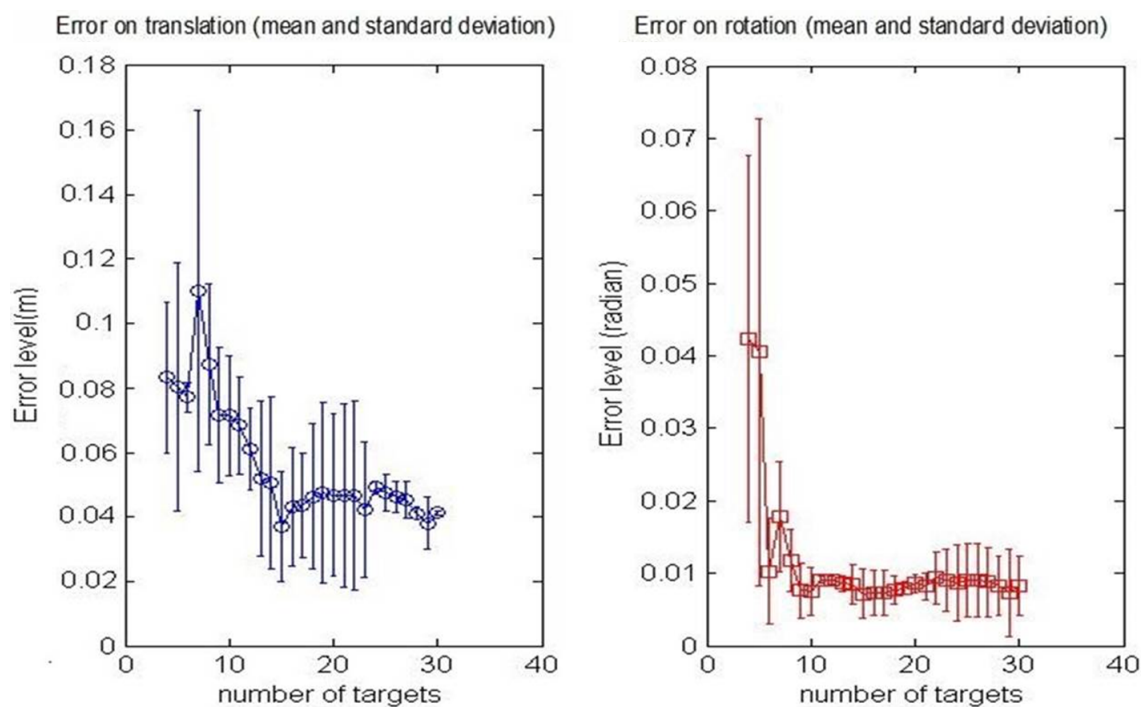 Error on translation (mean and standard deviation)
0.18
0.16
0.14
0.12
0.1
0.08
0.06
0.04
0.02
0
Error level(m)
0 10 20 30 40
number of targets
Error on rotation (mean and standard deviation)
0.08
0.07
0.06
0.05
0.04
0.03
0.02
0.01
0
Error level (radian)
0 10 20 30 40
number of targets